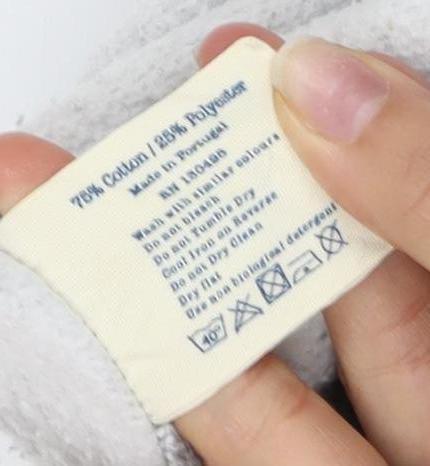 75% Cotton / 25% Polyester
Made in Portugal
RN 130498
Wash with similar colours
Do not bleach
Do not Tumble Dry
Cool Iron on Reverse
Do not Dry Clean
Dry flat
Use non biological detergent
40°